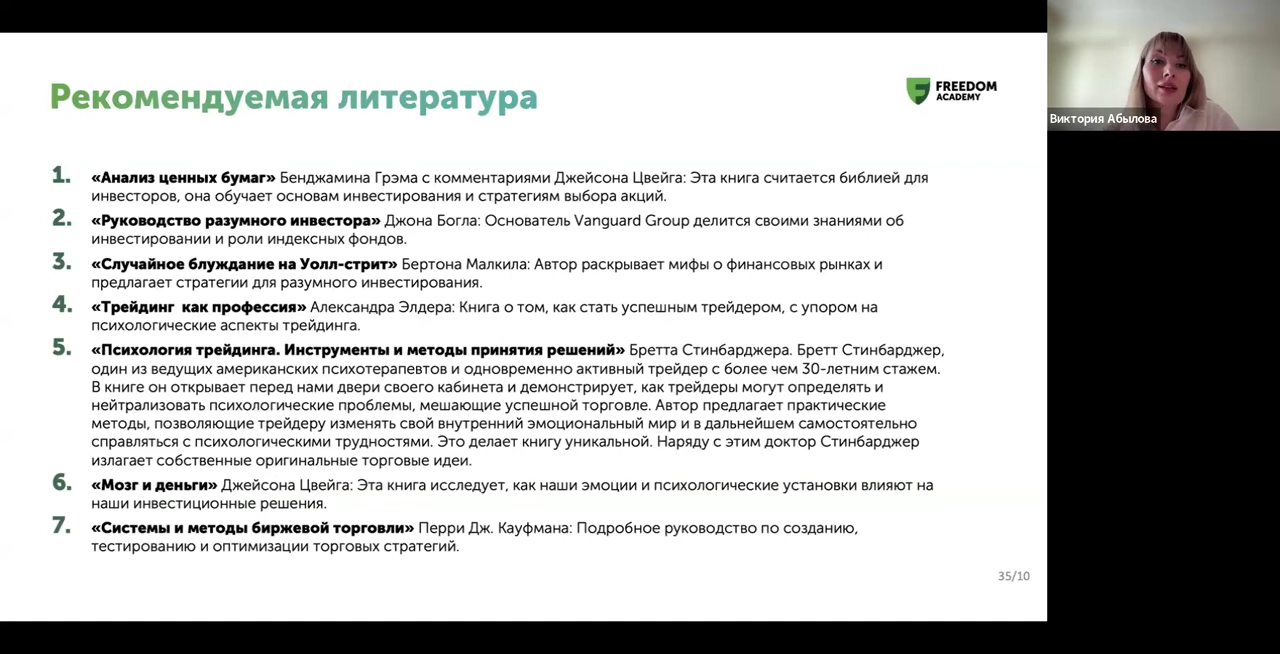 Рекомендуемая литература
FREEDOM
ACADEMY
Виктория Абылова
1. «Анализ ценных бумаг» Бенджамина Грэма с комментариями Джейсона Цвейга: Эта книга считается библией для
инвесторов, она обучает основам инвестирования и стратегиям выбора акций.
2. «Руководство разумного инвестора» Джона Богла: Основатель Vanguard Group делится своими знаниями об
инвестировании и роли индексных фондов.
3. «Случайное блуждание на Уолл-стрит» Бертона Малкила: Автор раскрывает мифы о финансовых рынках и
предлагает стратегии для разумного инвестирования.
4. «Трейдинг как профессия» Александра Элдера: Книга о том, как стать успешным трейдером, с упором на
психологические аспекты трейдинга.
5. «Психология трейдинга. Инструменты и методы принятия решений» Бретта Стинбарджера. Бретт Стинбарджер,
один из ведущих американских психотерапевтов и одновременно активный трейдер с более чем 30-летним стажем.
В книге он открывает перед нами двери своего кабинета и демонстрирует, как трейдеры могут определять и
нейтрализовать психологические проблемы, мешающие успешной торговле. Автор предлагает практические
методы, позволяющие трейдеру изменять свой внутренний эмоциональный мир и в дальнейшем самостоятельно
справляться с психологическими трудностями. Это делает книгу уникальной. Наряду с этим доктор Стинбарджер
излагает собственные оригинальные торговые идеи.
6. «Мозг и деньги» Джейсона Цвейга: Эта книга исследует, как наши эмоции и психологические установки влияют на
наши инвестиционные решения.
7. «Системы и методы биржевой торговли» Перри Дж. Кауфмана: Подробное руководство по созданию,
тестированию и оптимизации торговых стратегий.
35/10